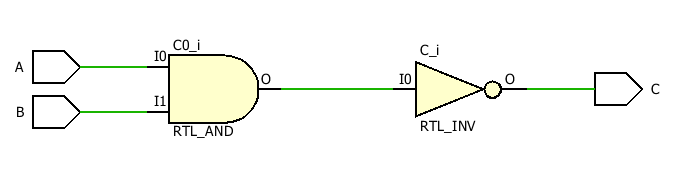 A
B
C0_i
I0
I1
O
RTL_AND
C_i
I0
O
RTL_INV
C